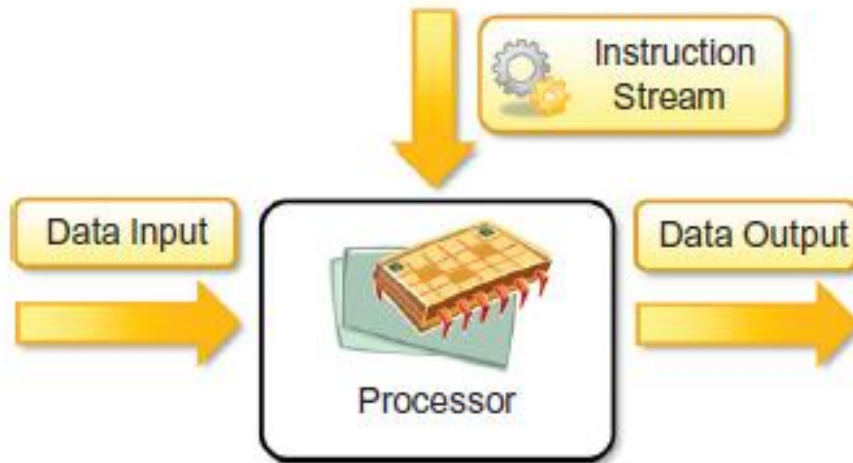 Instruction
Stream
Data Input
Data Output
Processor